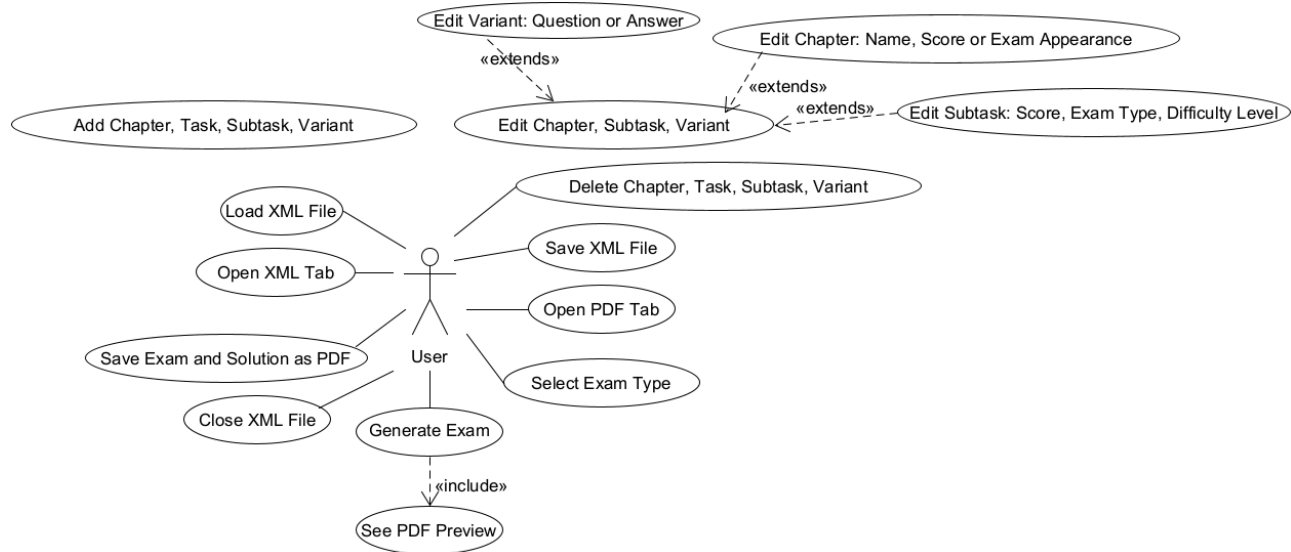 Edit Variant: Question or Answer
Edit Chapter: Name, Score or Exam Appearance
«extends»
«extends»
«extends»
Edit Subtask: Score, Exam Type, Difficulty Level
Add Chapter, Task, Subtask, Variant
Edit Chapter, Subtask, Variant
Delete Chapter, Task, Subtask, Variant
Load XML File
Save XML File
Open XML Tab
Open PDF Tab
User
Save Exam and Solution as PDF
Select Exam Type
Close XML File
Generate Exam
«include»
See PDF Preview